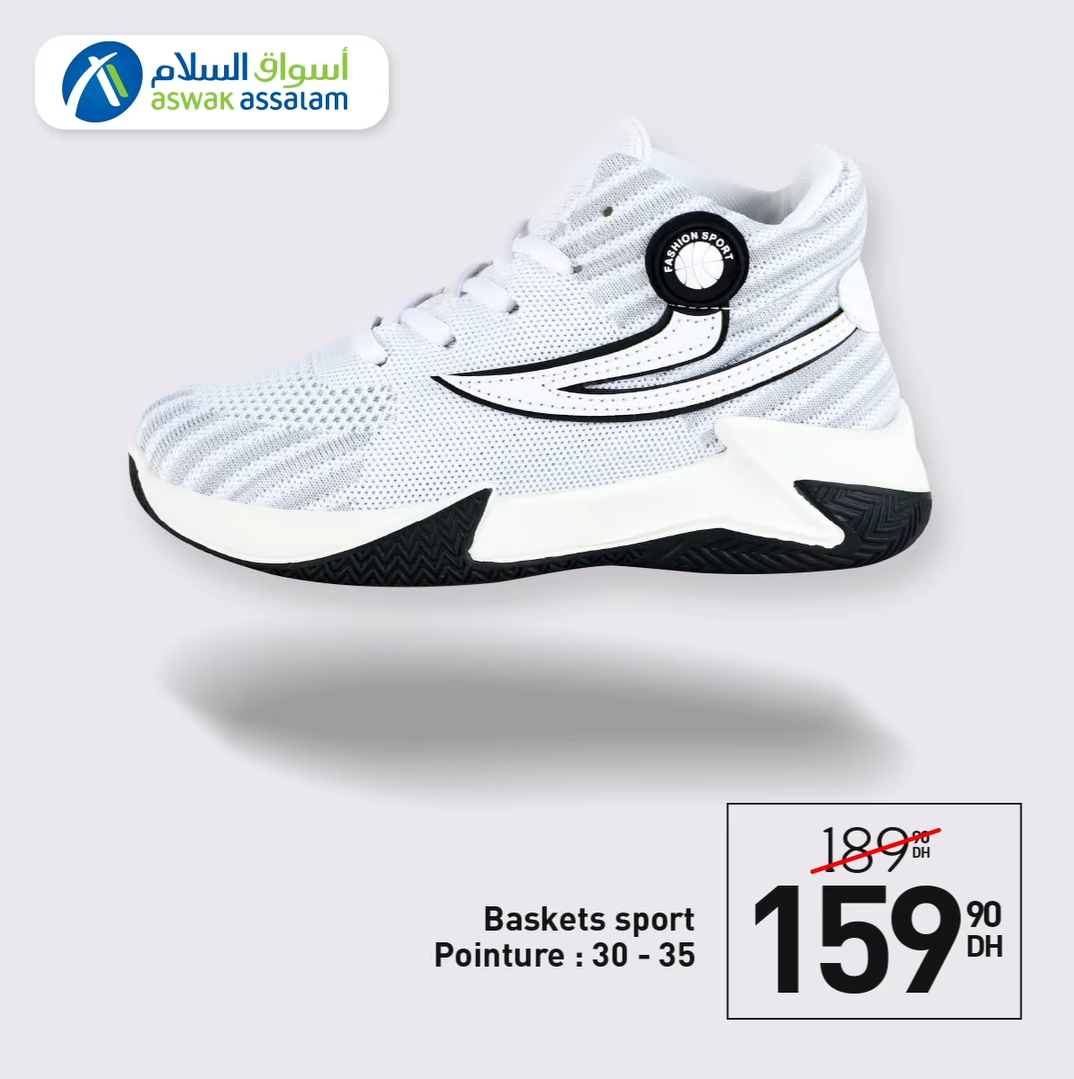 أسواق السلام
aswak assalam
FASHION SPORT
189 90 DH
Baskets sport
Pointure : 30 - 35
159 90 DH